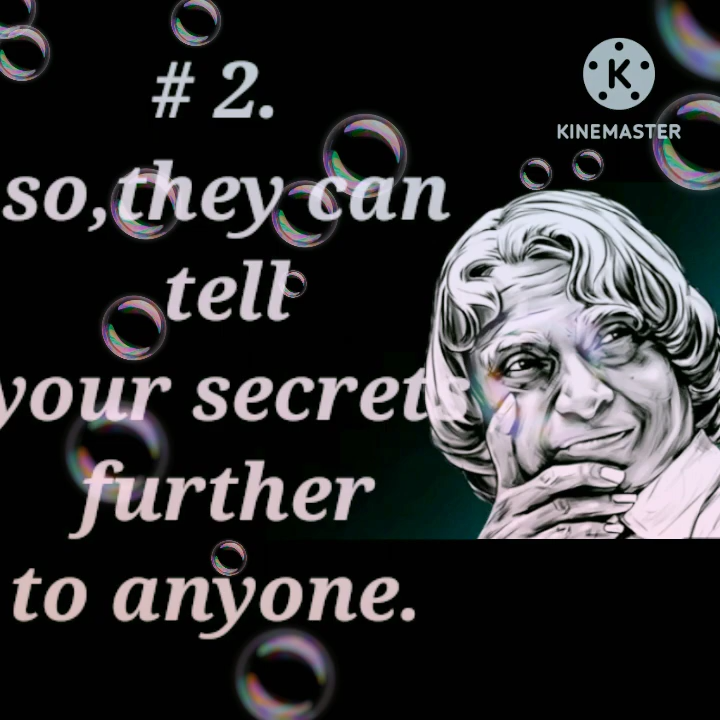 # 2.
so,they can
tell
your secrets
further
to anyone.
K
KINEMASTER